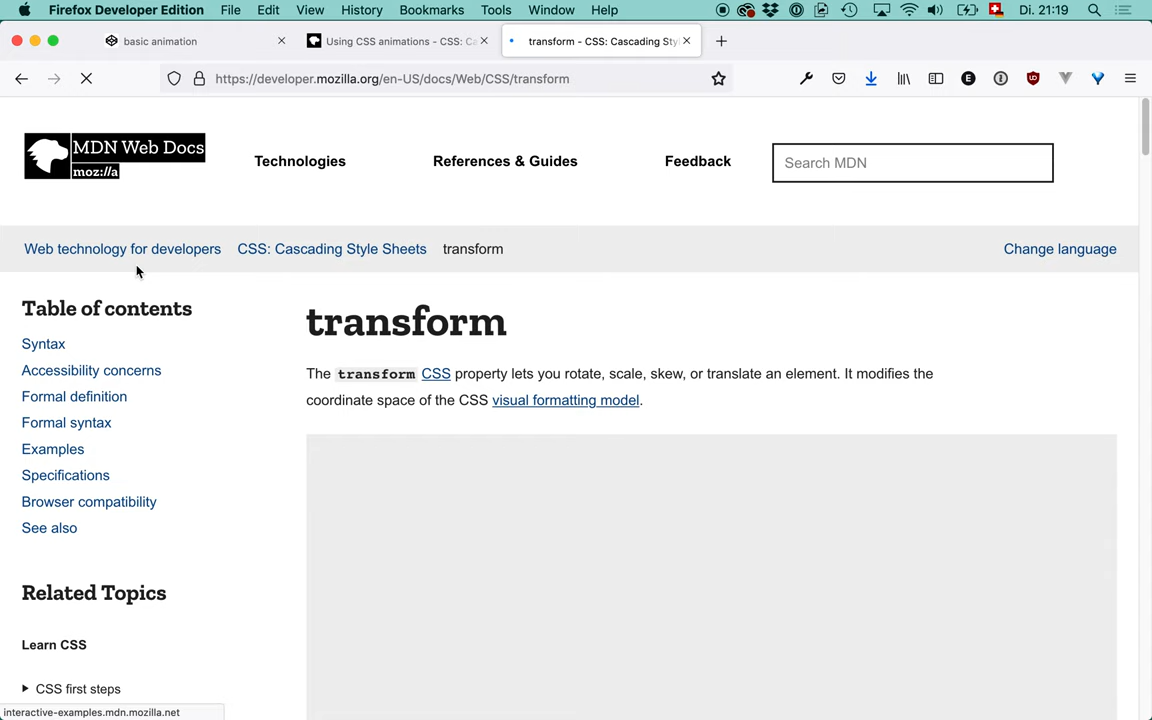 Firefox Developer Edition File Edit View History Bookmarks Tools Window Help Di. 21:19
basic animation
Using CSS animations - CSS: Ca
transform - CSS: Cascading Sty
https://developer.mozilla.org/en-US/docs/Web/CSS/transform
MDN Web Docs
moz://a
Technologies
References & Guides
Feedback
Search MDN
Web technology for developers
CSS: Cascading Style Sheets
transform
Change language
Table of contents
Syntax
Accessibility concerns
Formal definition
Formal syntax
Examples
Specifications
Browser compatibility
See also
Related Topics
Learn CSS
CSS first steps
transform
The transform CSS property lets you rotate, scale, skew, or translate an element. It modifies the
coordinate space of the CSS visual formatting model.
interactive-examples.mdn.mozilla.net